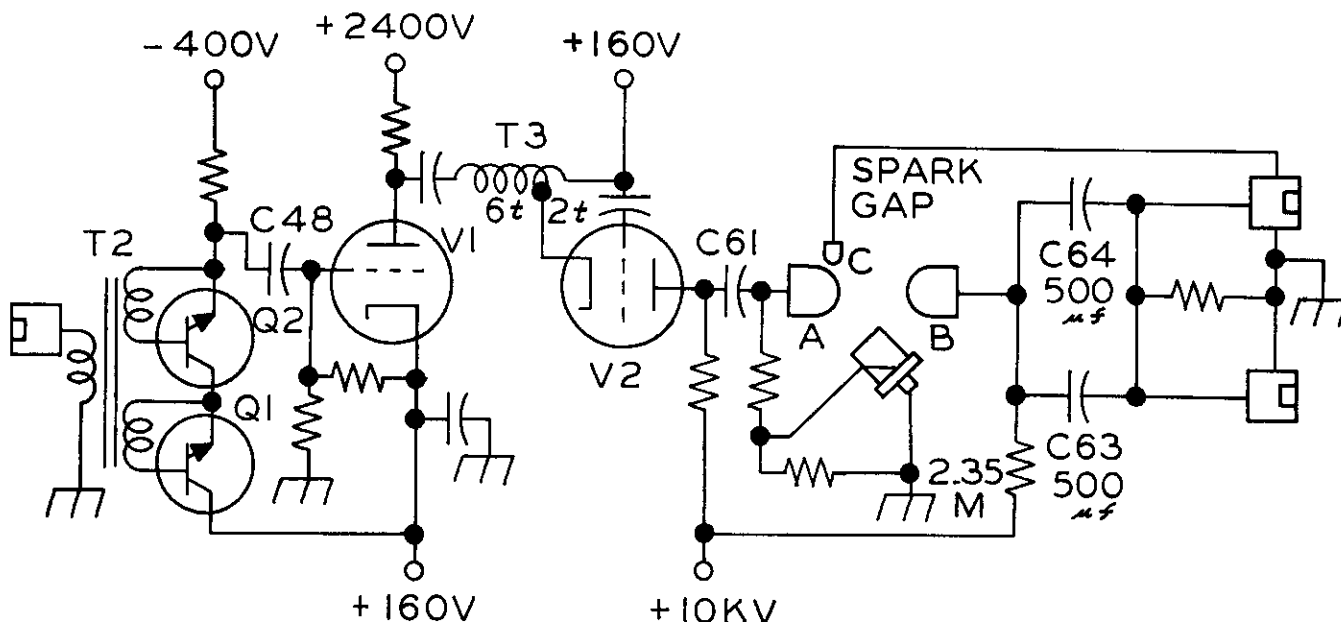 -400V
+2400V
+160V
T3
6t
2t
SPARK
GAP
C48
V1
C61
C
T2
C64
500
μf
Q2
A
B
V2
Q1
C63
500
μf
2.35
M
+160V
+10KV